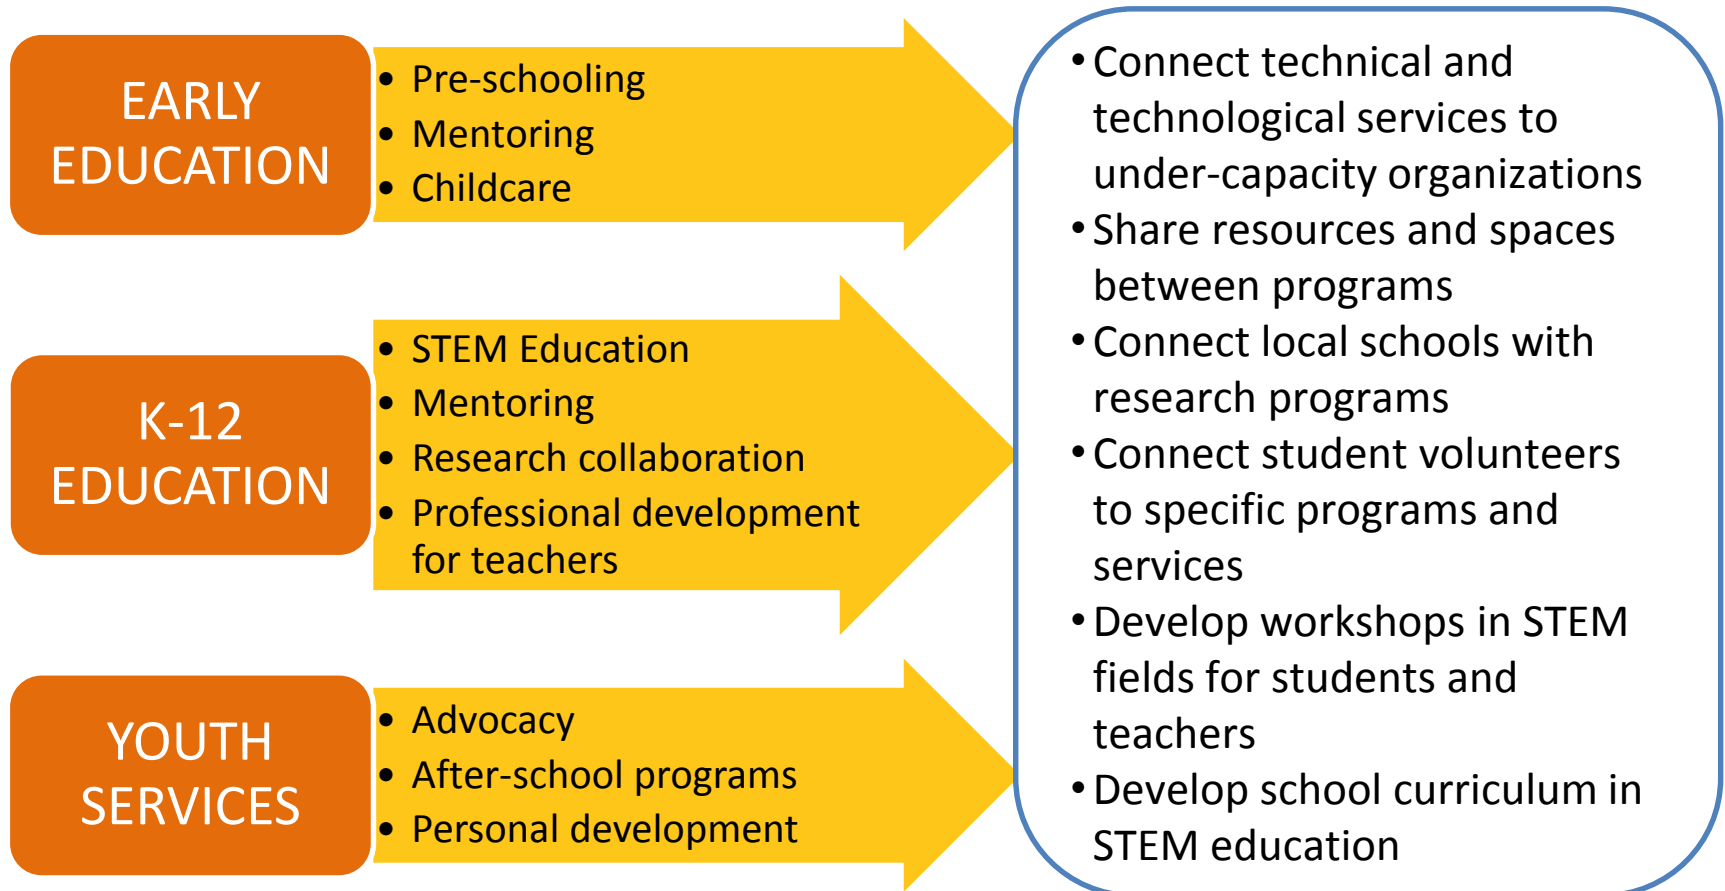 EARLY
EDUCATION
• Pre-schooling
• Mentoring
• Childcare
K-12
EDUCATION
• STEM Education
• Mentoring
• Research collaboration
• Professional development
for teachers
YOUTH
SERVICES
• Advocacy
• After-school programs
• Personal development
• Connect technical and
technological services to
under-capacity organizations
• Share resources and spaces
between programs
• Connect local schools with
research programs
• Connect student volunteers
to specific programs and
services
• Develop workshops in STEM
fields for students and
teachers
• Develop school curriculum in
STEM education